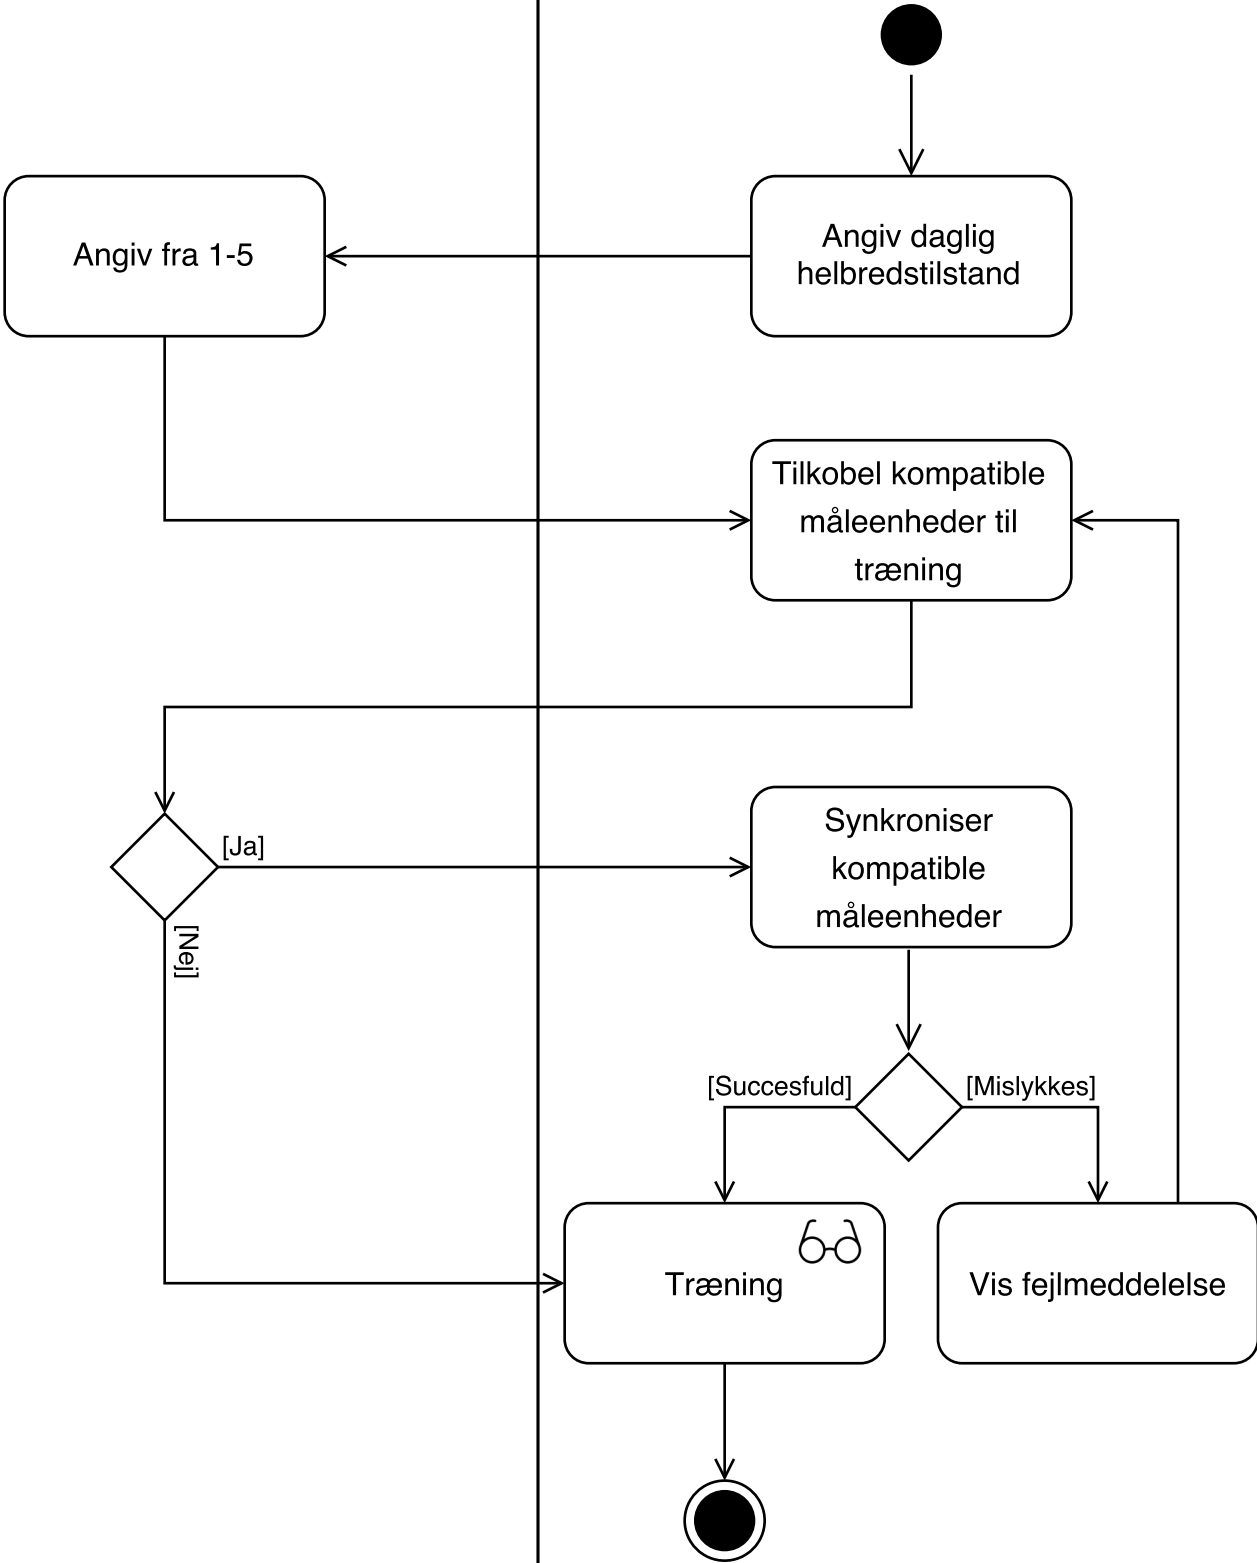 Angiv daglig
helbredstilstand
Angiv fra 1-5
Tilkobel kompatible
måleenheder til
træning
[Ja]
[Nej]
Synkroniser
kompatible
måleenheder
[Succesfuld]
[Mislykkes]
Træning
Vis fejlmeddelelse